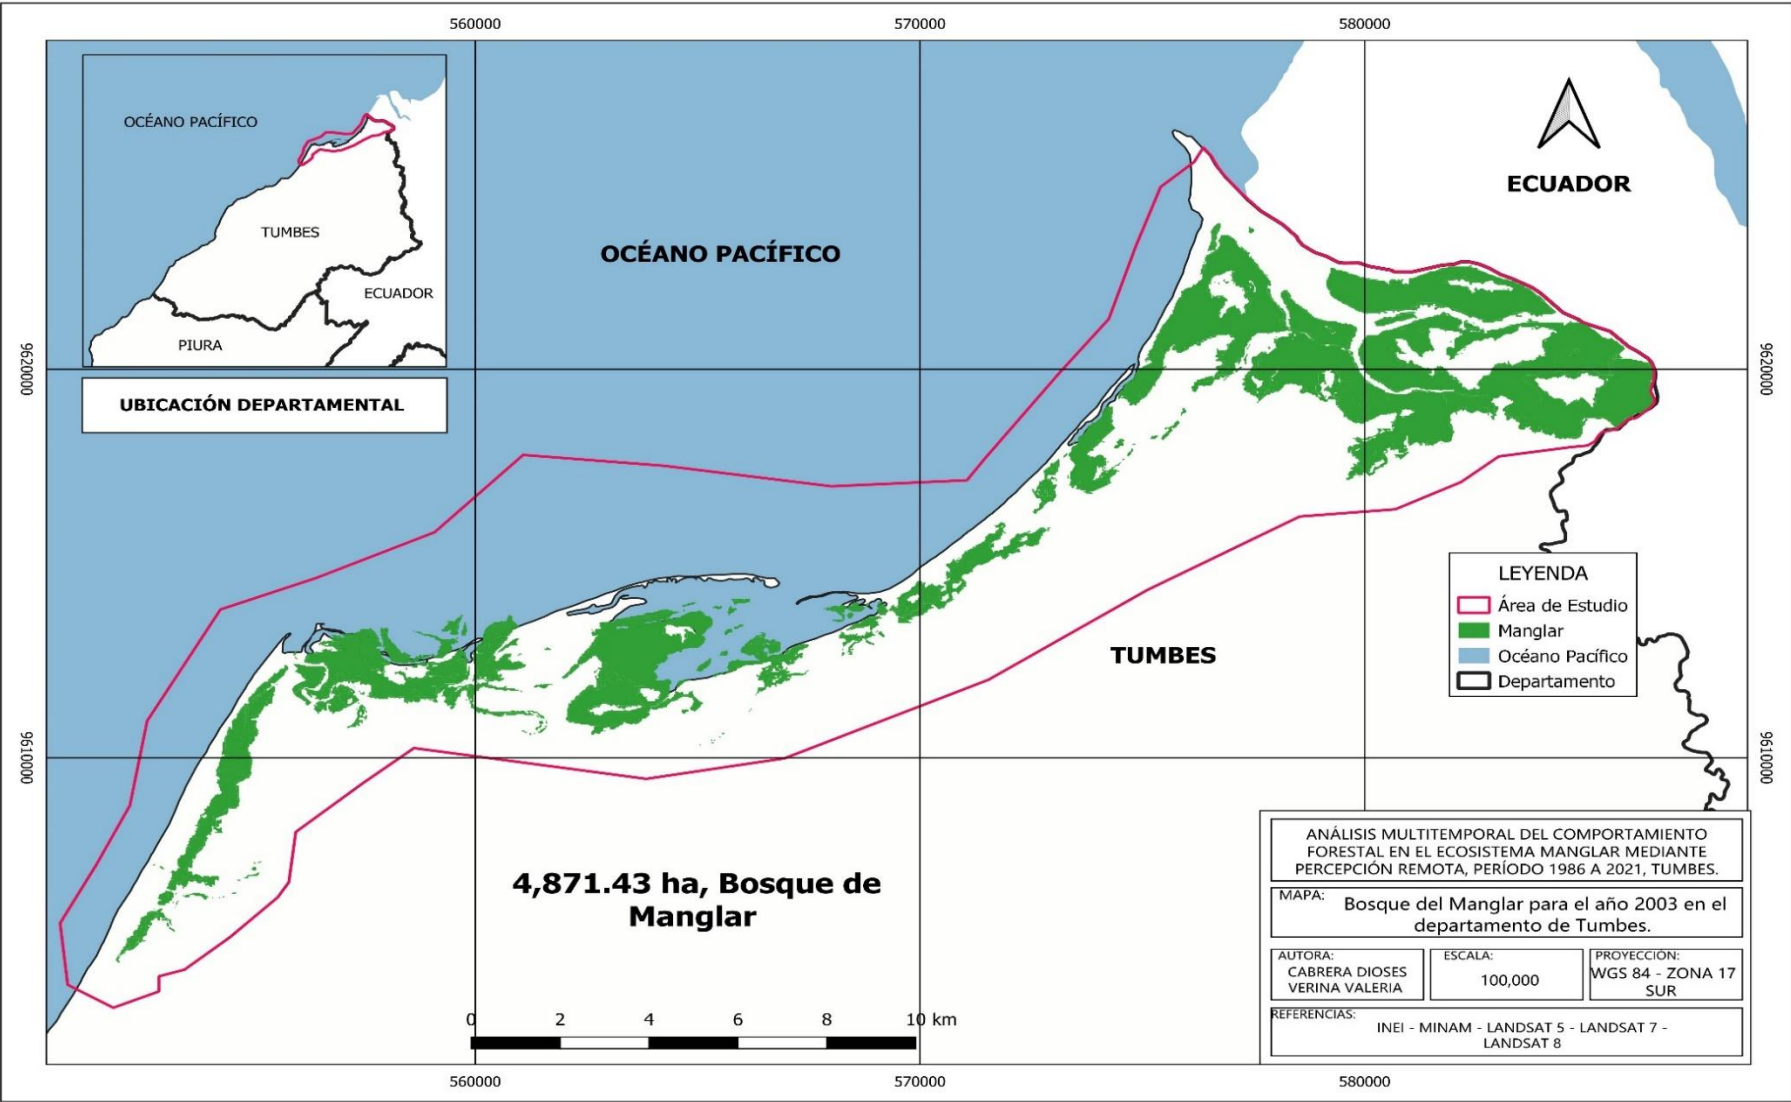 560000
570000
580000
OCÉANO PACÍFICO
TUMBES
ECUADOR
PIURA
UBICACIÓN DEPARTAMENTAL
OCÉANO PACÍFICO
ECUADOR
9620000
9620000
TUMBES
LEYENDA
Área de Estudio
Manglar
Océano Pacífico
Departamento
9610000
9610000
4,871.43 ha, Bosque de
Manglar
0 2 4 6 8 10 km
ANÁLISIS MULTITEMPORAL DEL COMPORTAMIENTO
FORESTAL EN EL ECOSISTEMA MANGLAR MEDIANTE
PERCEPCIÓN REMOTA, PERÍODO 1986 A 2021, TUMBES.
MAPA:
Bosque del Manglar para el año 2003 en el
departamento de Tumbes.
AUTORA:
CABRERA DIOSES
VERINA VALERIA
ESCALA:
100,000
PROYECCIÓN:
WGS 84 - ZONA 17
SUR
REFERENCIAS:
INEI - MINAM - LANDSAT 5 - LANDSAT 7 -
LANDSAT 8
560000
570000
580000